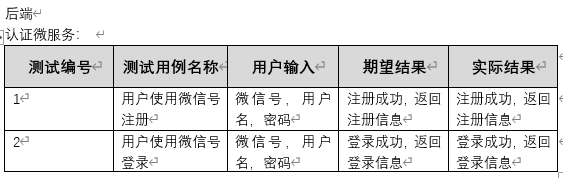 后端
认证微服务：
测试编号 测试用例名称 用户输入 期望结果 实际结果
1 用户使用微信号 微信号，用户 注册成功, 返回 注册成功, 返回
注册 名，密码 注册信息 注册信息
2 用户使用微信号 微信号，用户 登录成功, 返回 登录成功, 返回
登录 名，密码 登录信息 登录信息